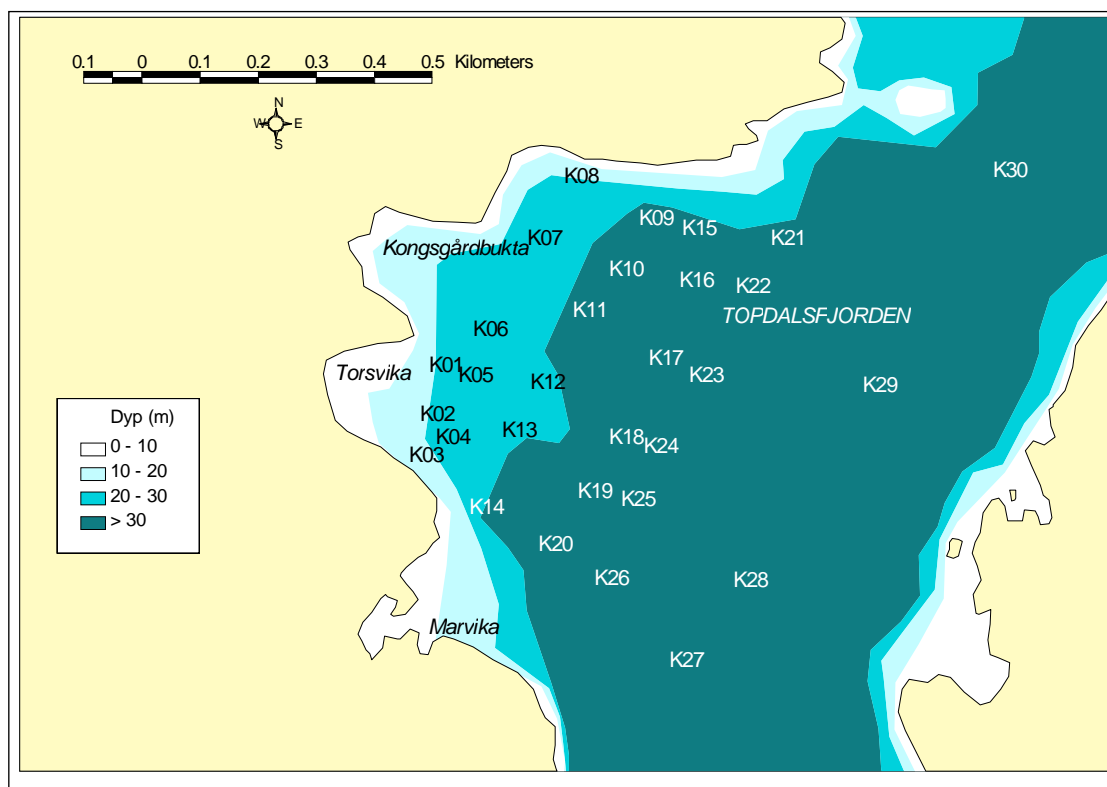 0.1 0 0.1 0.2 0.3 0.4 0.5 Kilometers
N
W E
S
K08
K30
K09
K15
K07
K21
Kongsgårdbukta
K10
K16
K22
K11
TOPDALSFJORDEN
K06
K17
K01
Torsvika
K05
K23
K12
K29
Dyp (m)
0 - 10
10 - 20
20 - 30
> 30
K02
K13
K04
K18
K24
K03
K19
K25
K14
K20
K26
K28
Marvika
K27